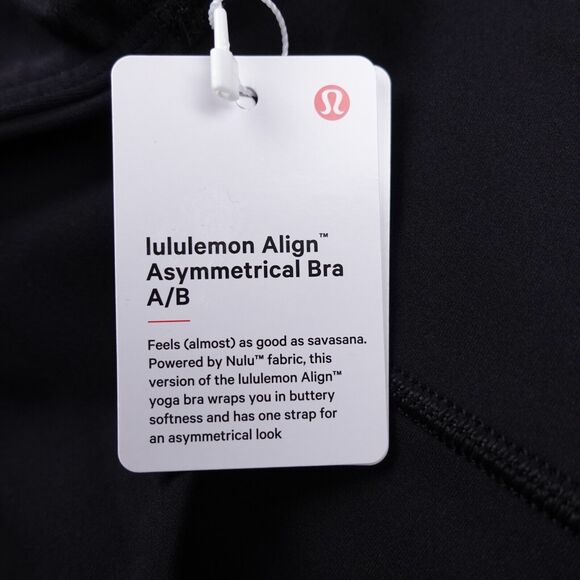 lululemon Align™
Asymmetrical Bra
A/B
Feels (almost) as good as savasana.
Powered by Nulu™ fabric, this
version of the lululemon Align™
yoga bra wraps you in buttery
softness and has one strap for
an asymmetrical look